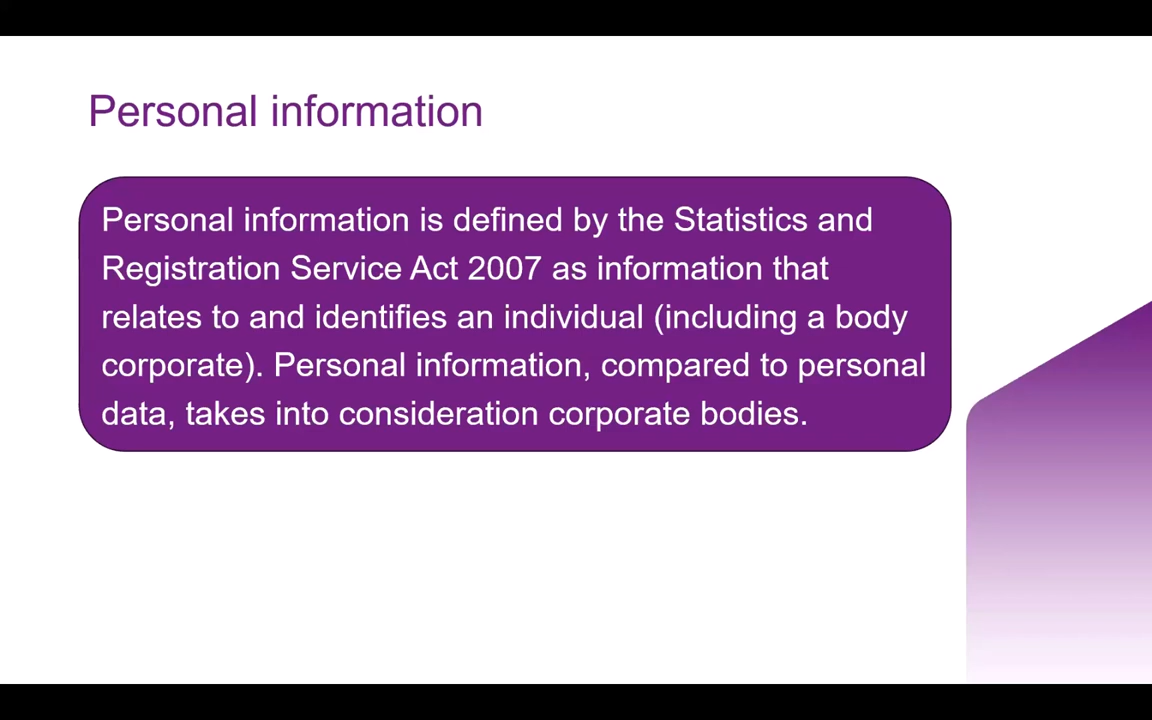 Personal information
Personal information is defined by the Statistics and
Registration Service Act 2007 as information that
relates to and identifies an individual (including a body
corporate). Personal information, compared to personal
data, takes into consideration corporate bodies.